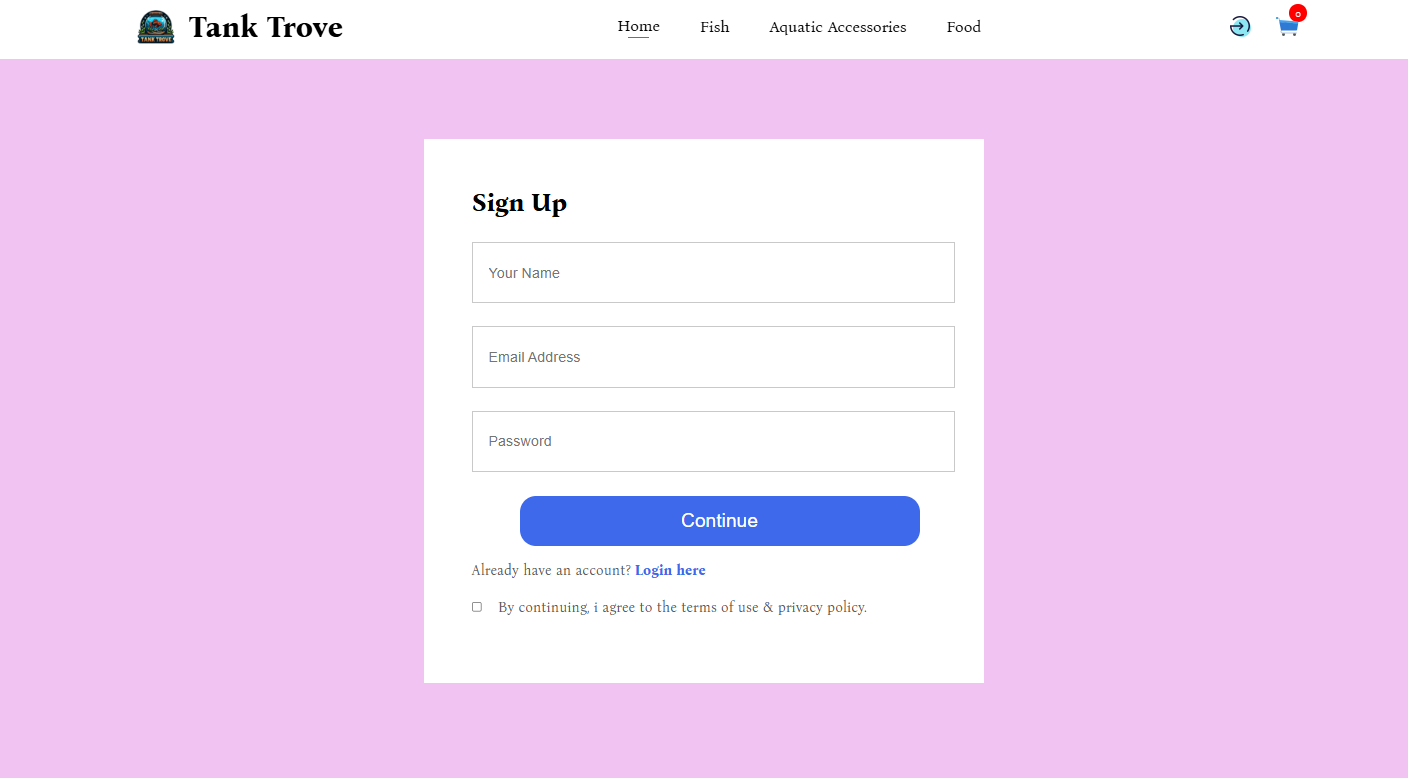 TANK TROVE
Tank Trove
Home
Fish
Aquatic Accessories
Food
0
Sign Up
Your Name
Email Address
Password
Continue
Already have an account? Login here
By continuing, i agree to the terms of use & privacy policy.